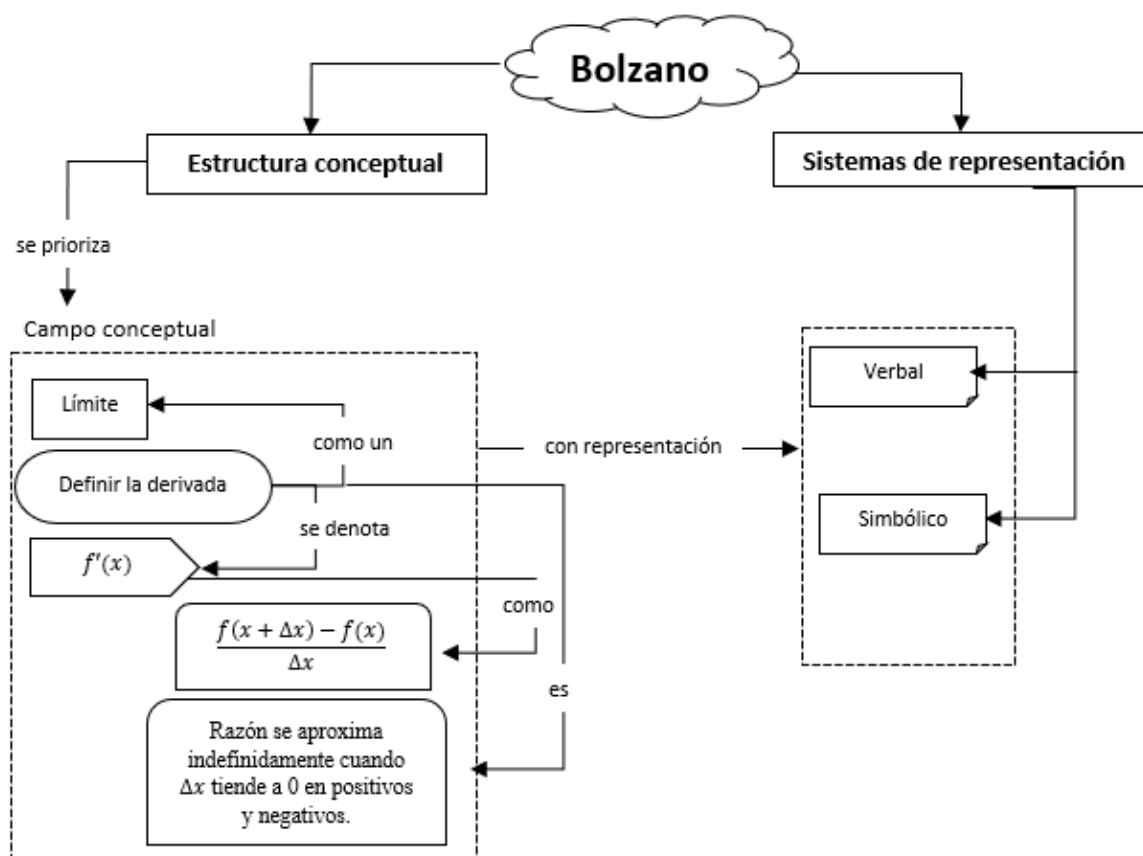 Bolzano
Estructura conceptual
Sistemas de representación
se prioriza
Campo conceptual
Límite
como un
Definir la derivada
se denota
f′(x)
como
f(x + Δx) − f(x)
Δx
es
Razón se aproxima
indefinidamente cuando
Δx tiende a 0 en positivos
y negativos.
con representación
Verbal
Simbólico